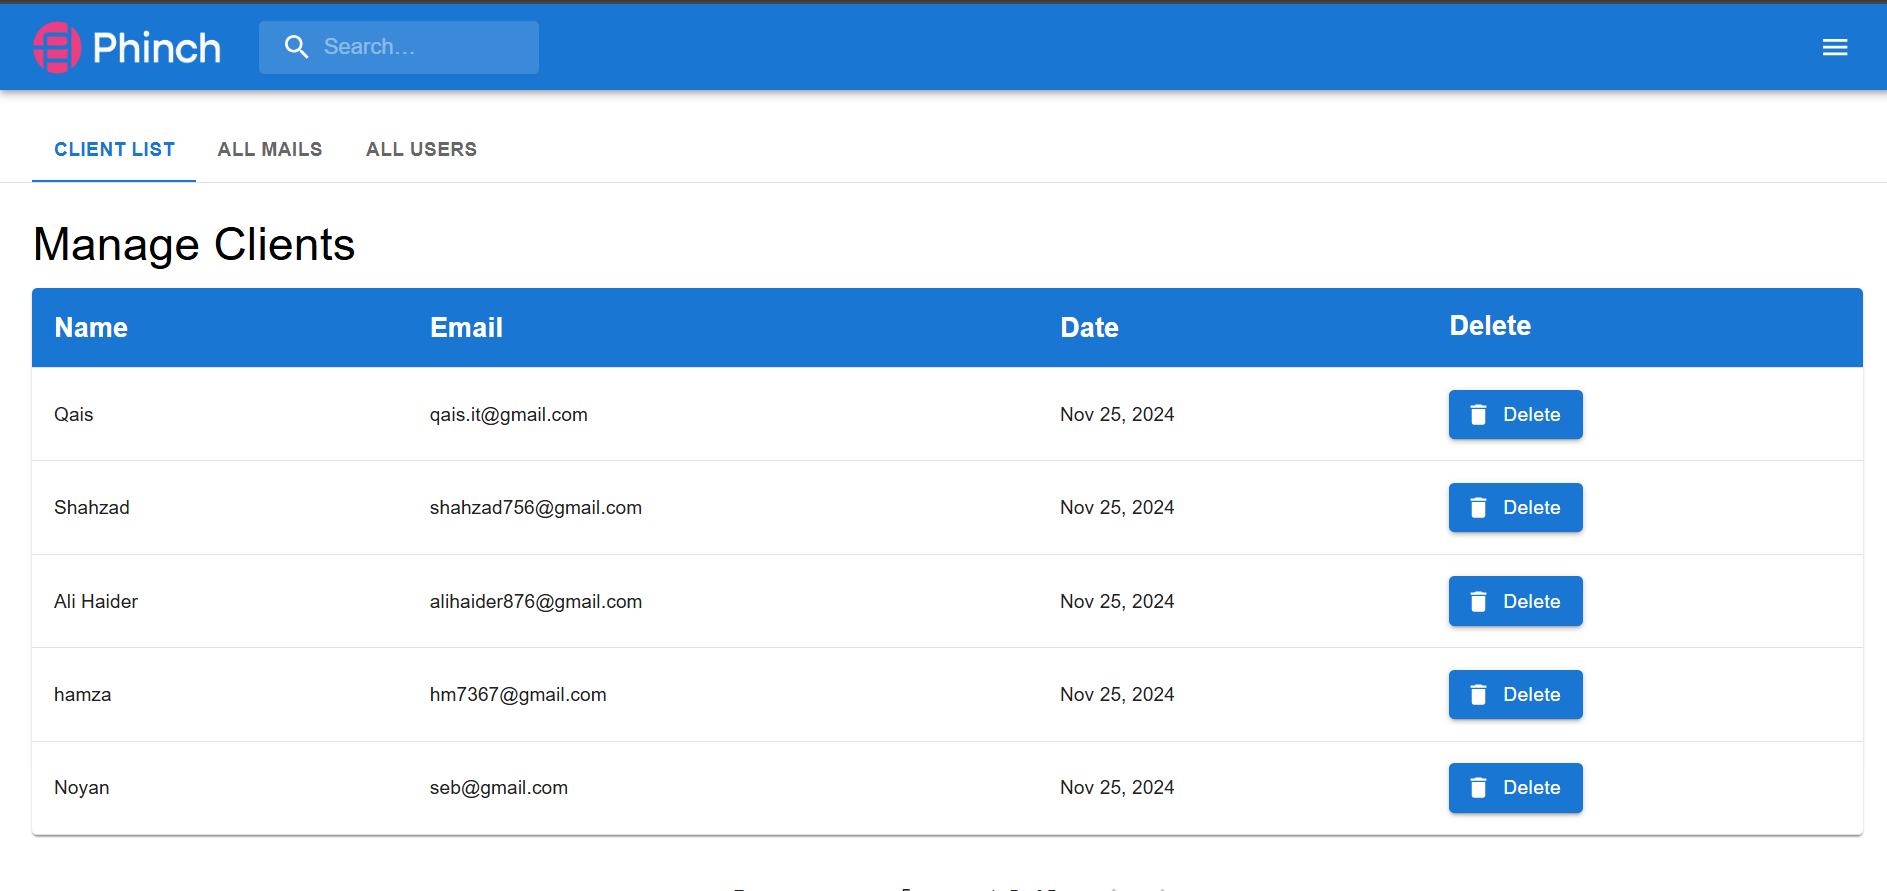 Phinch Search...
CLIENT LIST ALL MAILS ALL USERS
Manage Clients
Name Email Date Delete
Qais qais.it@gmail.com Nov 25, 2024 Delete
Shahzad shahzad756@gmail.com Nov 25, 2024 Delete
Ali Haider alihaider876@gmail.com Nov 25, 2024 Delete
hamza hm7367@gmail.com Nov 25, 2024 Delete
Noyan seb@gmail.com Nov 25, 2024 Delete